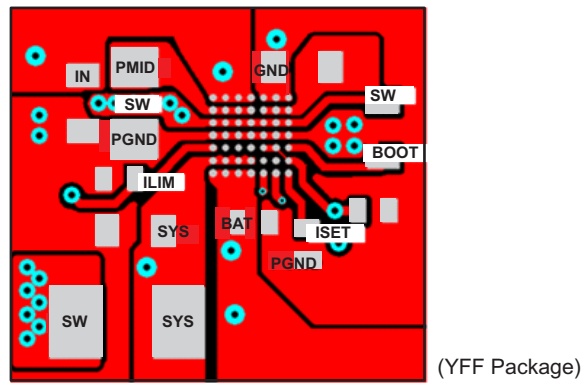 IN
PMID
GND
SW
SW
PGND
BOOT
ILIM
SYS
BAT
ISET
PGND
SW
SYS
(YFF Package)